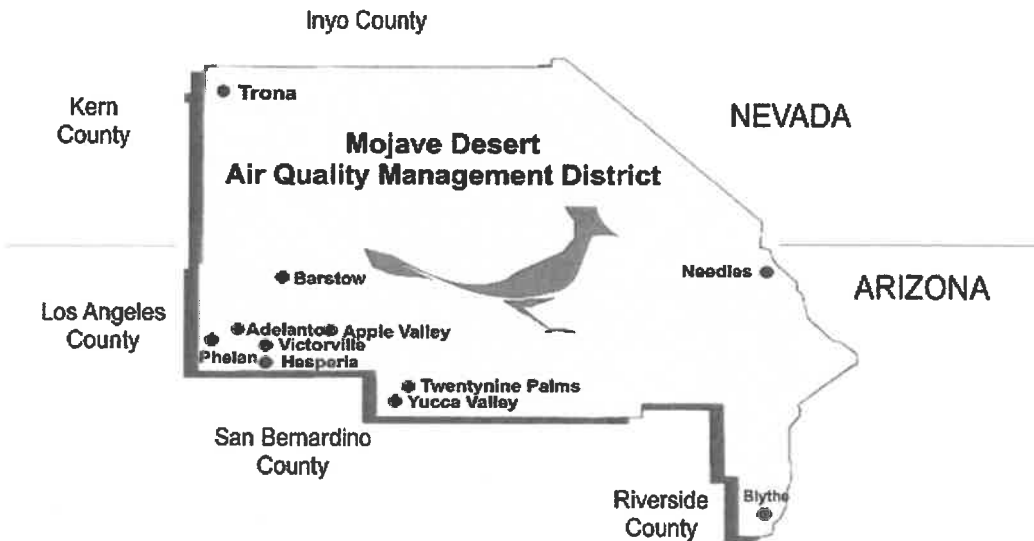 Inyo County
Kern
County
Trona
NEVADA
Mojave Desert
Air Quality Management District
Barstow
Needles
ARIZONA
Los Angeles
County
Adelanto
Apple Valley
Victorville
Phelan
Hesperia
Twentynine Palms
Yucca Valley
San Bernardino
County
Riverside
County
Blythe